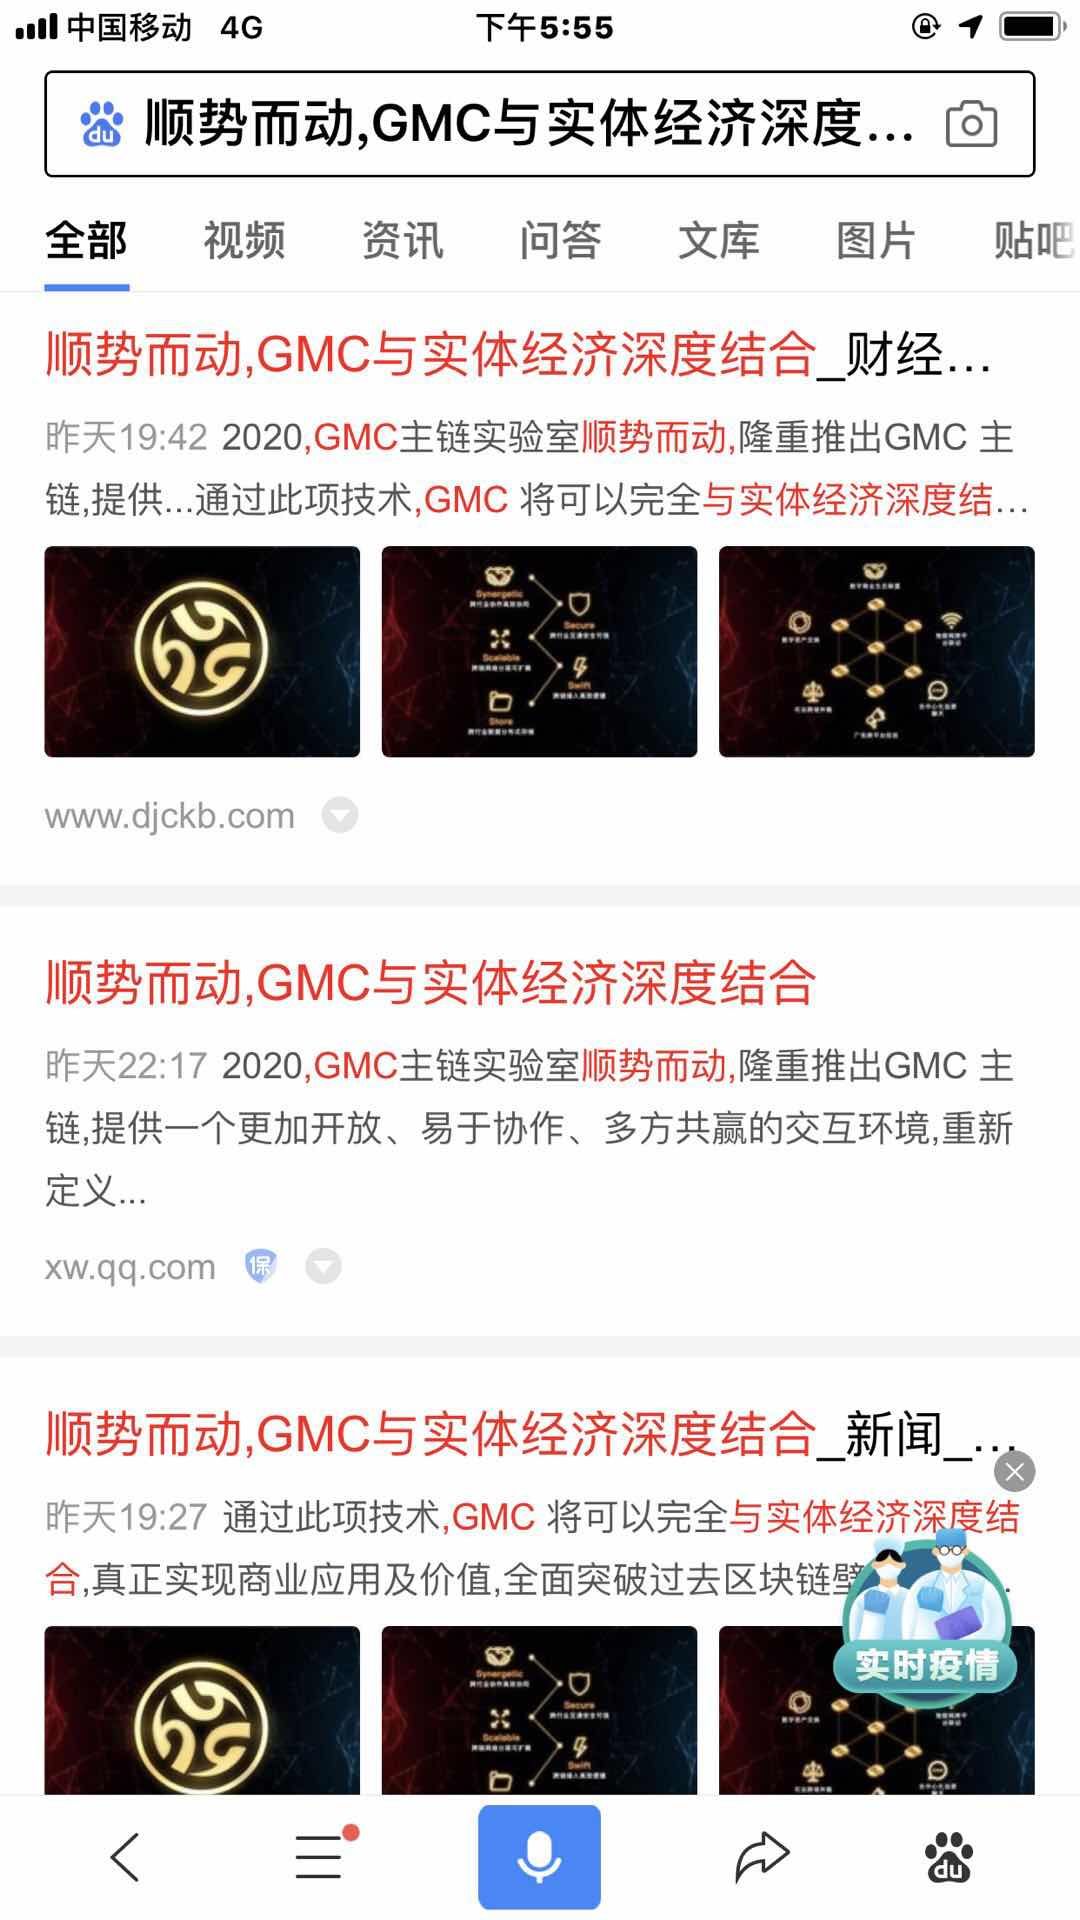 中国移动 4G 下午5:55
du 顺势而动,GMC与实体经济深度...
全部 视频 资讯 问答 文库 图片 贴吧
顺势而动,GMC与实体经济深度结合_财经...
昨天19:42 2020,GMC主链实验室顺势而动,隆重推出GMC 主
链,提供...通过此项技术,GMC 将可以完全与实体经济深度结...
Synergetic
Secure
Scalable
Swift
Store
www.djckb.com
顺势而动,GMC与实体经济深度结合
昨天22:17 2020,GMC主链实验室顺势而动,隆重推出GMC 主
链,提供一个更加开放、易于协作、多方共赢的交互环境,重新
定义...
xw.qq.com 保
顺势而动,GMC与实体经济深度结合_新闻_...
昨天19:27 通过此项技术,GMC 将可以完全与实体经济深度结
合,真正实现商业应用及价值,全面突破过去区块链壁
Synergetic
Secure
Scalable
Swift
实时疫情
du